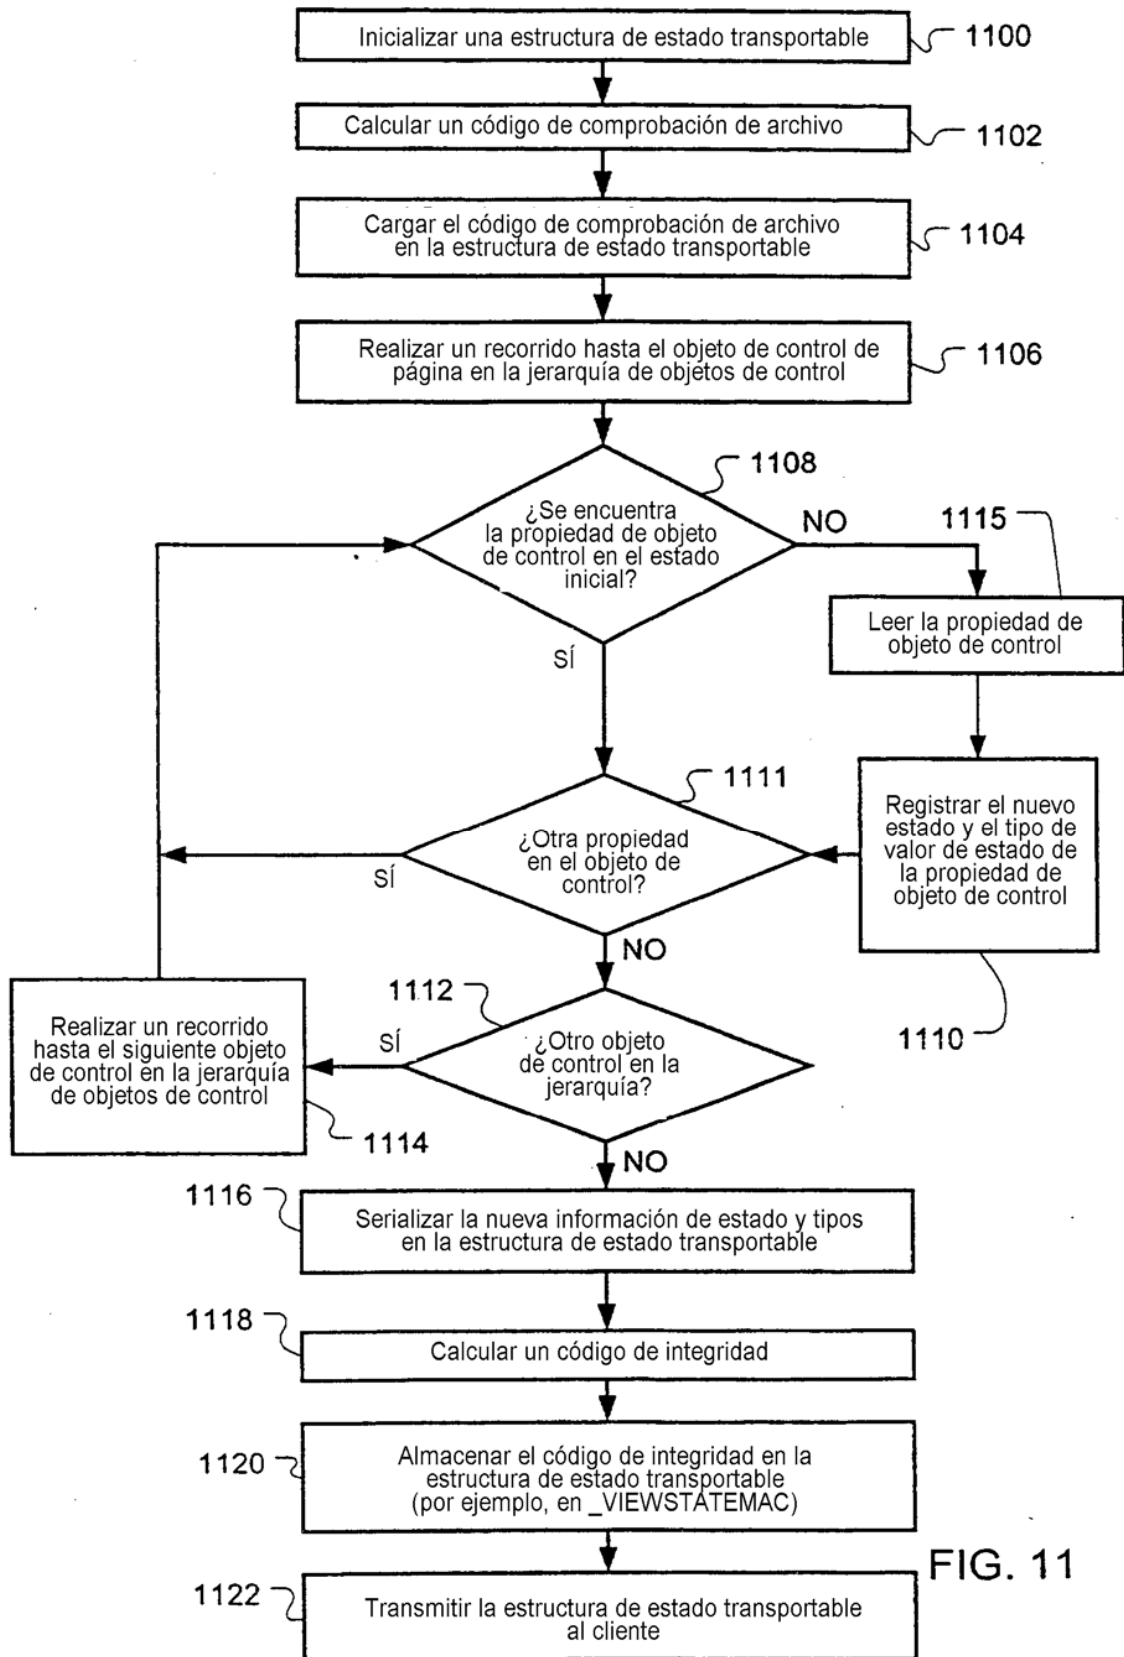 Inicializar una estructura de estado transportable
1100
Calcular un código de comprobación de archivo
1102
Cargar el código de comprobación de archivo
en la estructura de estado transportable
1104
Realizar un recorrido hasta el objeto de control de
página en la jerarquía de objetos de control
1106
1108
¿Se encuentra
la propiedad de objeto
de control en el estado
inicial?
NO
SÍ
1115
Leer la propiedad de
objeto de control
1111
¿Otra propiedad
en el objeto de
control?
SÍ
NO
Registrar el nuevo
estado y el tipo de
valor de estado de
la propiedad de
objeto de control
1110
1112
¿Otro objeto
de control en la
jerarquía?
SÍ
NO
Realizar un recorrido
hasta el siguiente objeto
de control en la jerarquía
de objetos de control
1114
1116
Serializar la nueva información de estado y tipos
en la estructura de estado transportable
1118
Calcular un código de integridad
1120
Almacenar el código de integridad en la
estructura de estado transportable
(por ejemplo, en _VIEWSTATEMAC)
1122
Transmitir la estructura de estado transportable
al cliente
FIG. 11